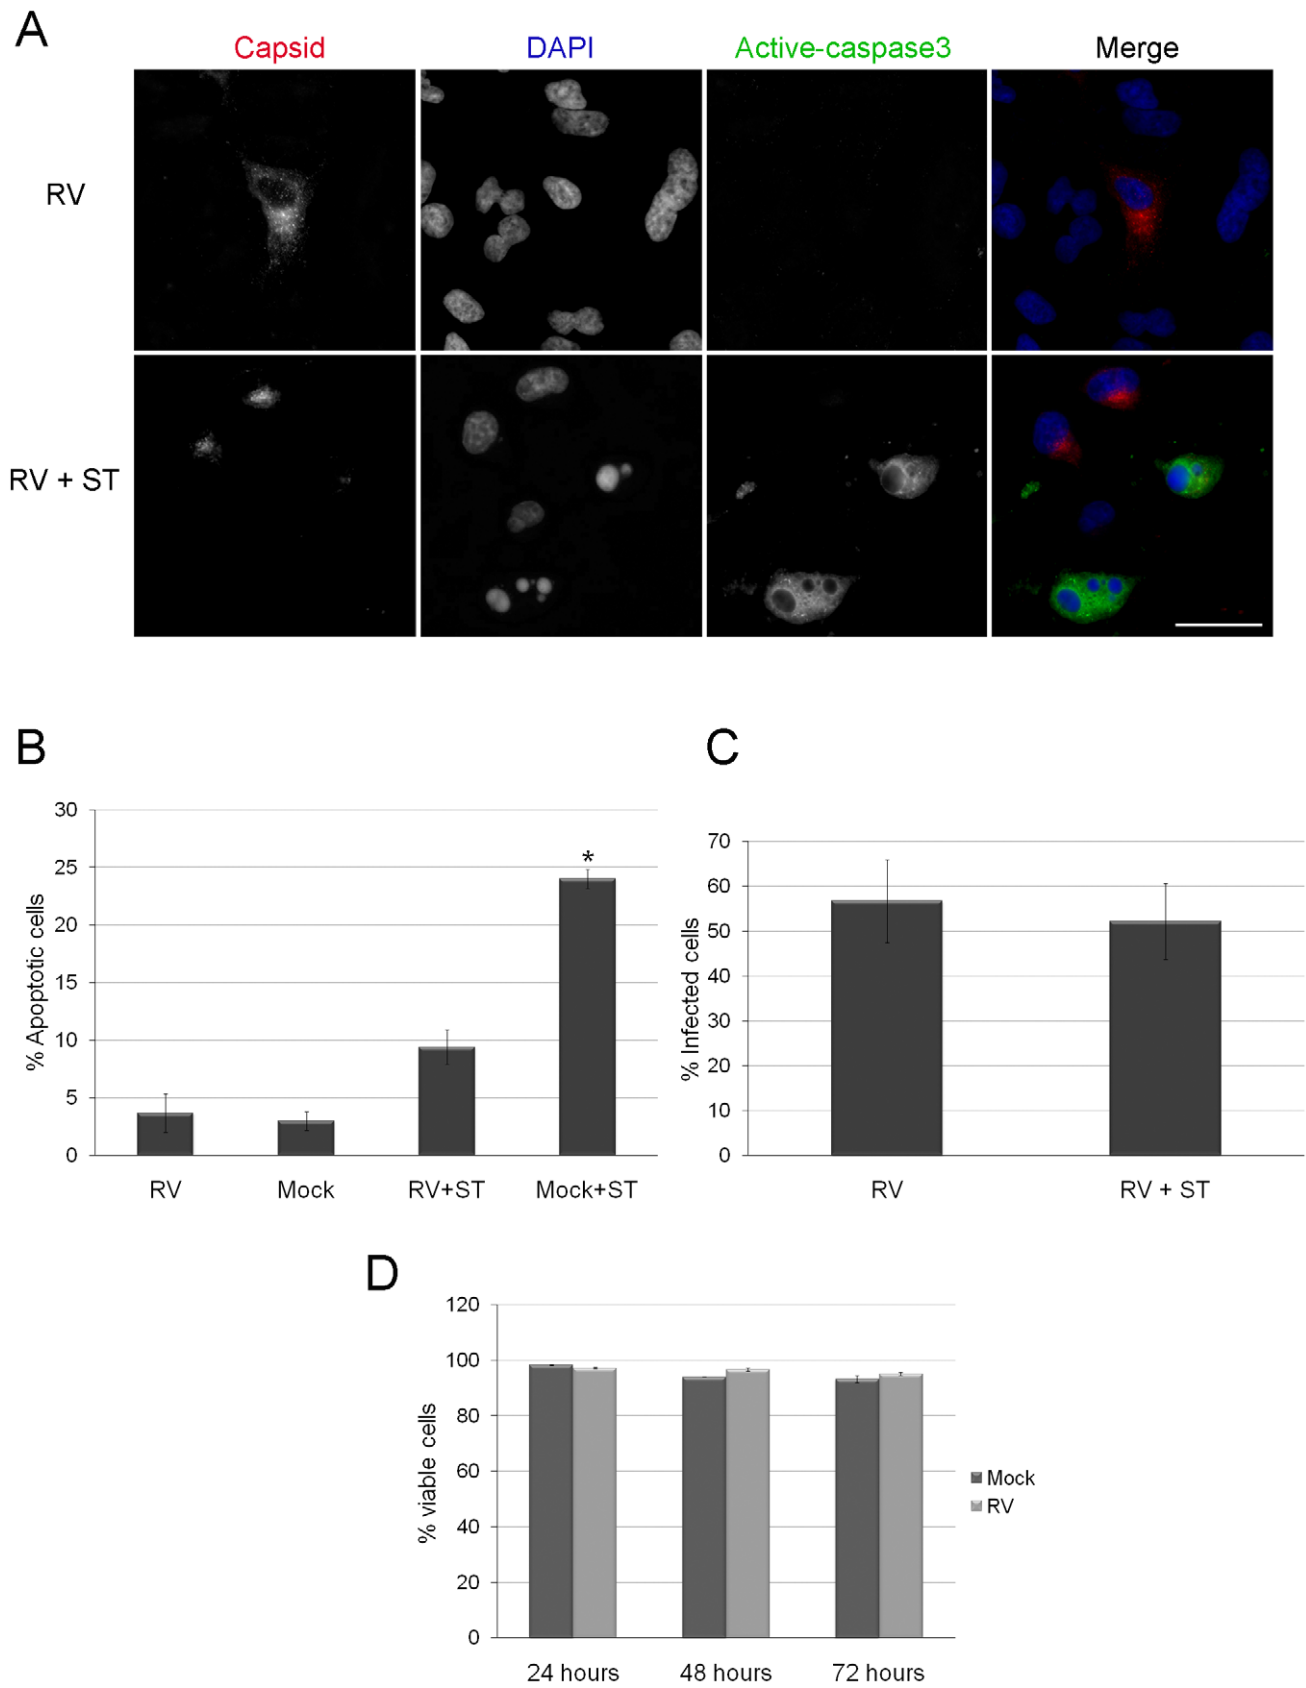 A
Capsid DAPI Active-caspase3 Merge
RV
RV + ST
B
% Apoptotic cells
30
25
20
15
10
5
0
RV Mock RV+ST Mock+ST
*
C
% Infected cells
70
60
50
40
30
20
10
0
RV RV + ST
D
% viable cells
120
100
80
60
40
20
0
24 hours 48 hours 72 hours
Mock
RV